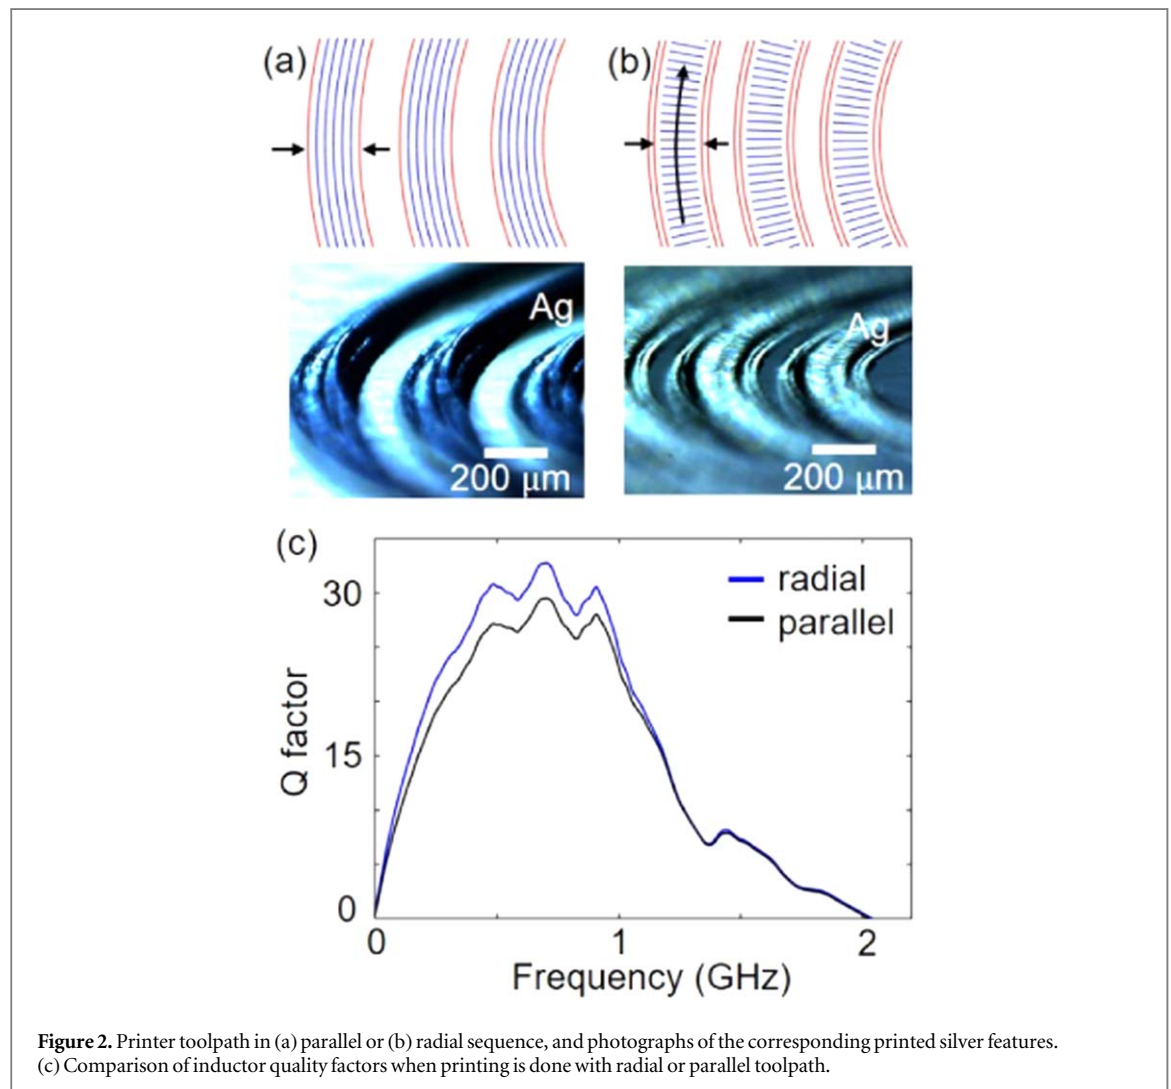 (a)
(b)
Ag
200 μm
Ag
200 μm
(c)
radial
parallel
30
15
0
Q factor
0 1 2
Frequency (GHz)
Figure 2. Printer toolpath in (a) parallel or (b) radial sequence, and photographs of the corresponding printed silver features.
(c) Comparison of inductor quality factors when printing is done with radial or parallel toolpath.